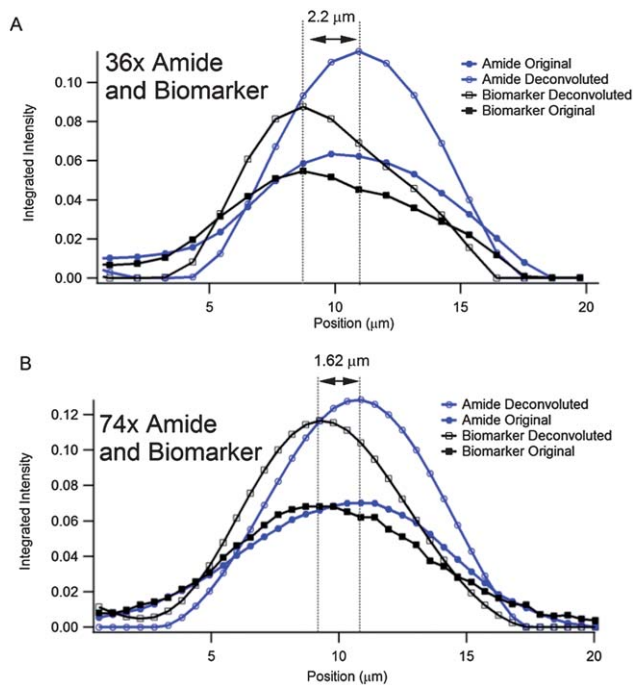 A
2.2 μm
36x Amide
and Biomarker
Amide Original
Amide Deconvoluted
Biomarker Deconvoluted
Biomarker Original
Integrated Intensity
0.10
0.08
0.06
0.04
0.02
0.00
5
10
15
20
Position (μm)
B
1.62 μm
74x Amide
and Biomarker
Amide Deconvoluted
Amide Original
Biomarker Deconvoluted
Biomarker Original
Integrated Intensity
0.12
0.10
0.08
0.06
0.04
0.02
0.00
5
10
15
20
Position (μm)